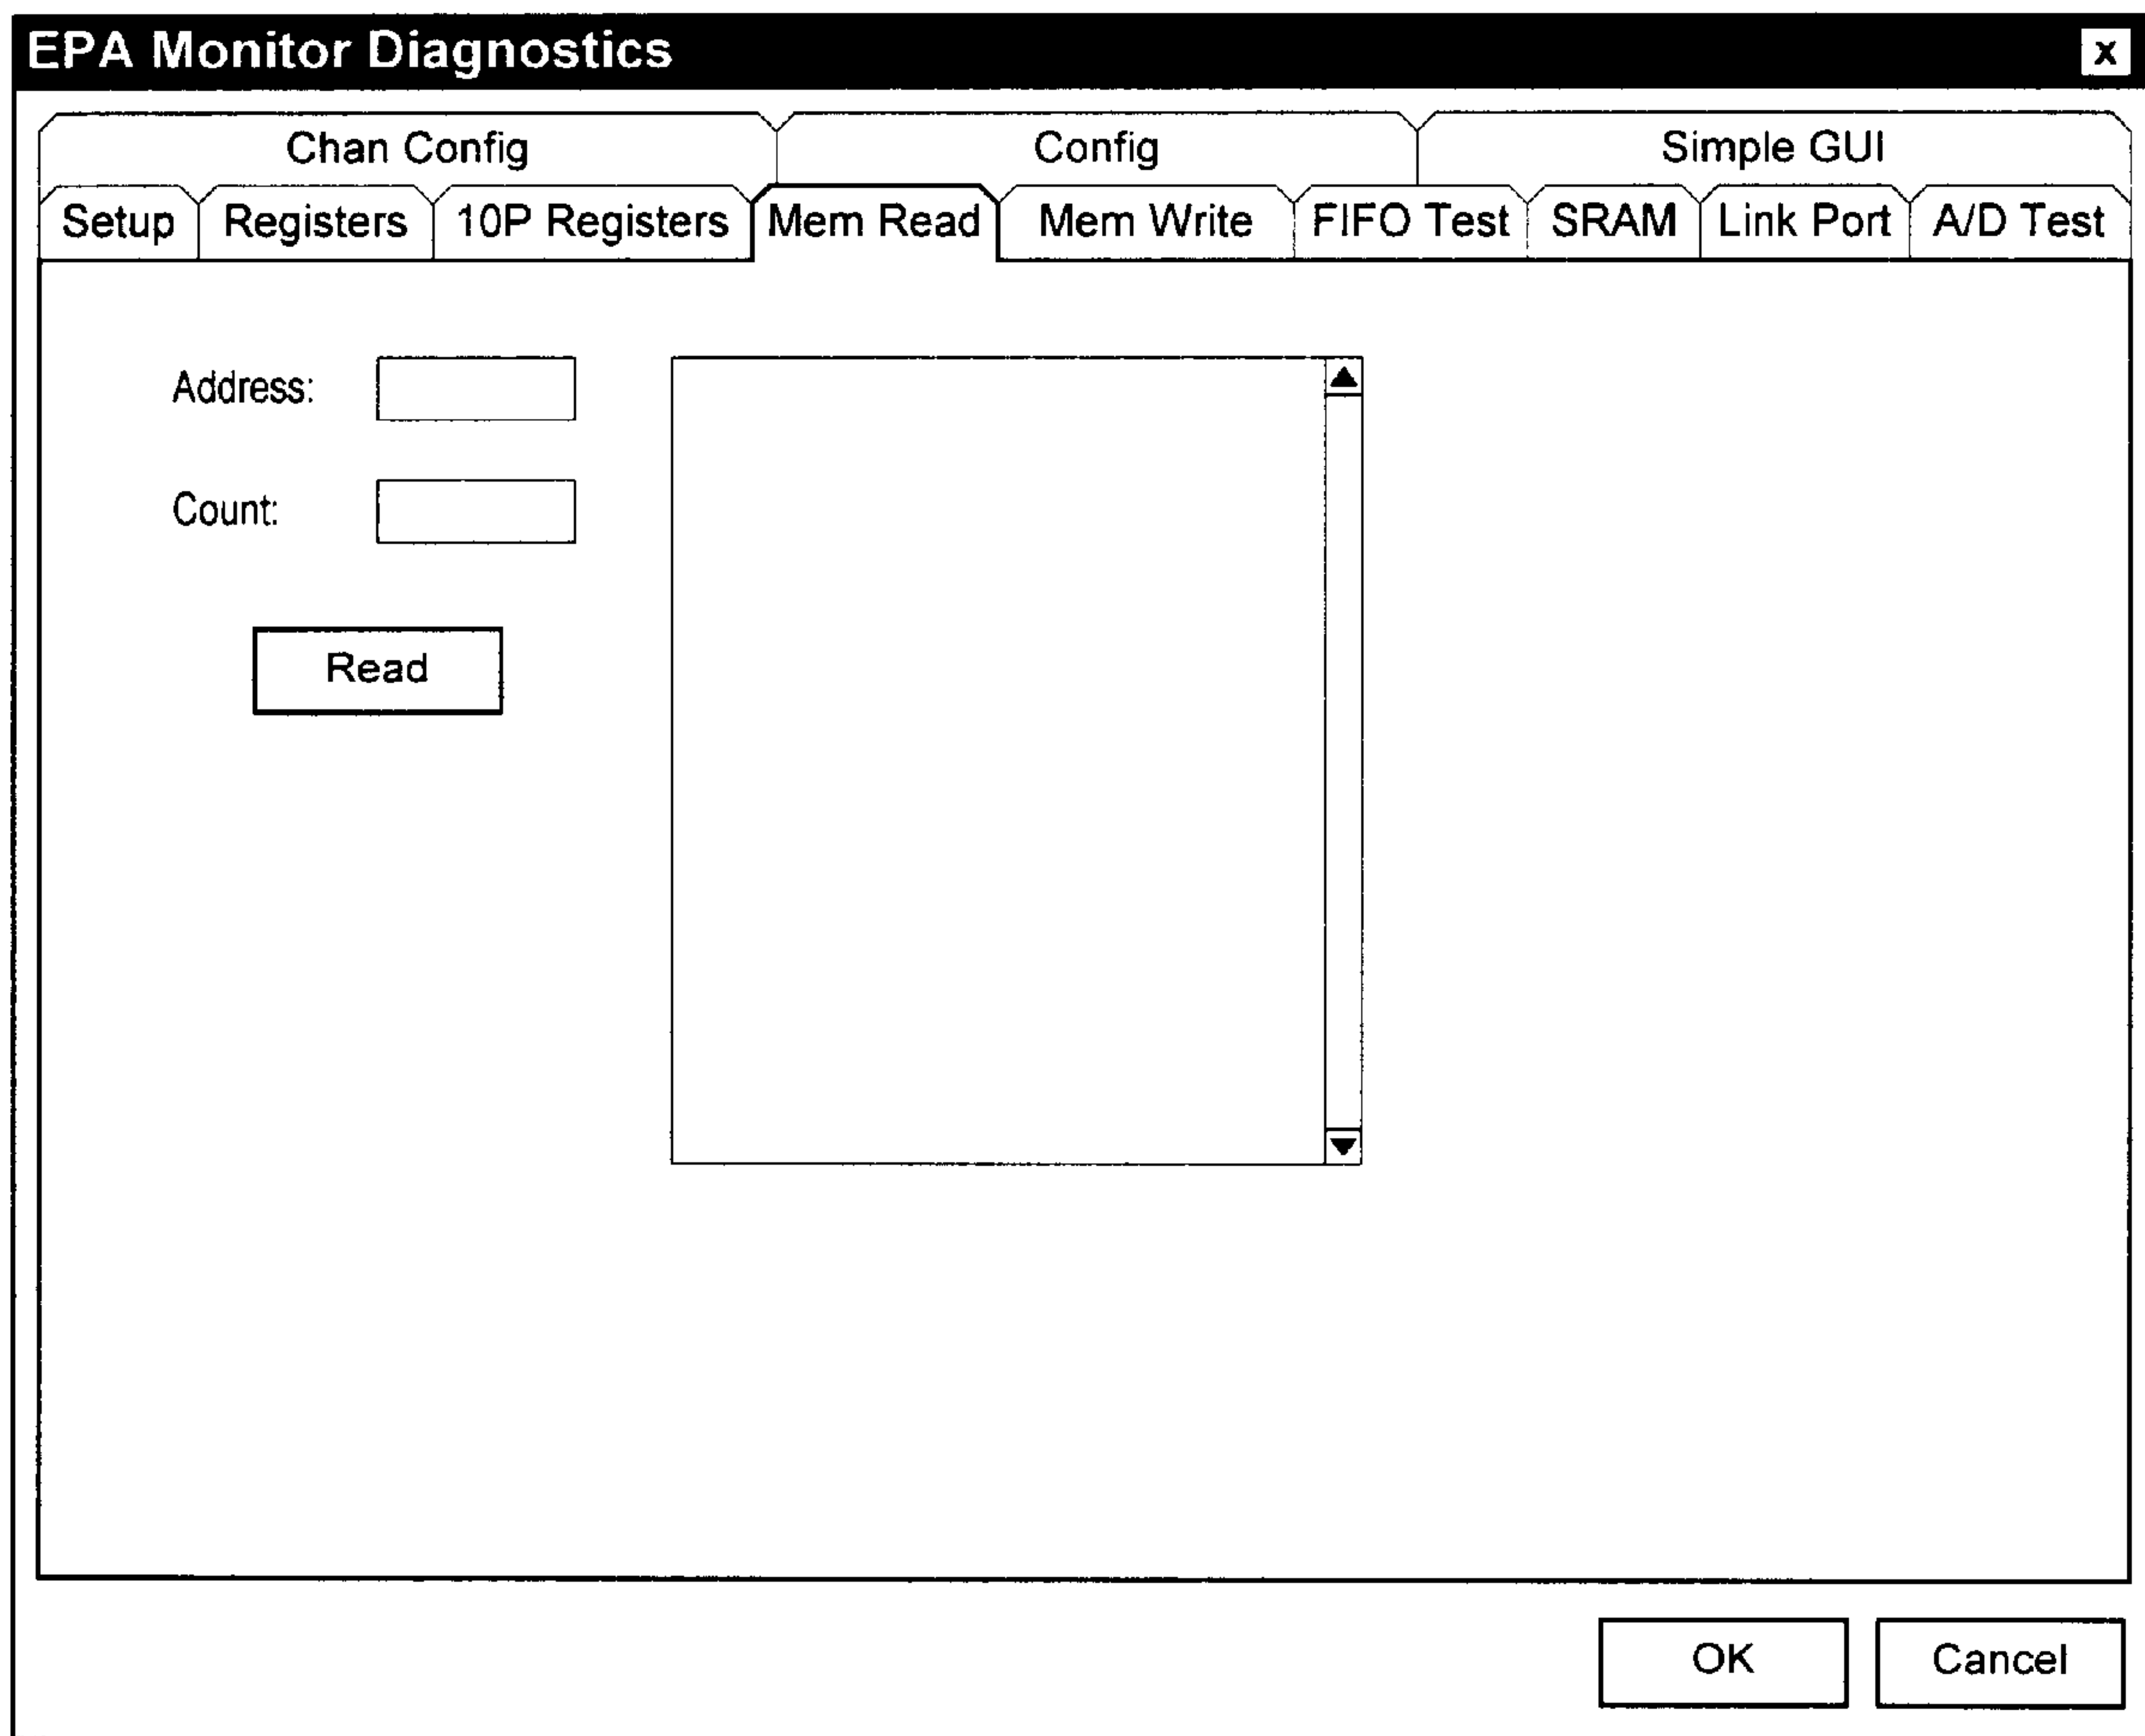 EPA Monitor Diagnostics x
Chan Config Config Simple GUI
Setup Registers 10P Registers Mem Read Mem Write FIFO Test SRAM Link Port A/D Test
Address:
Count:
Read
OK Cancel